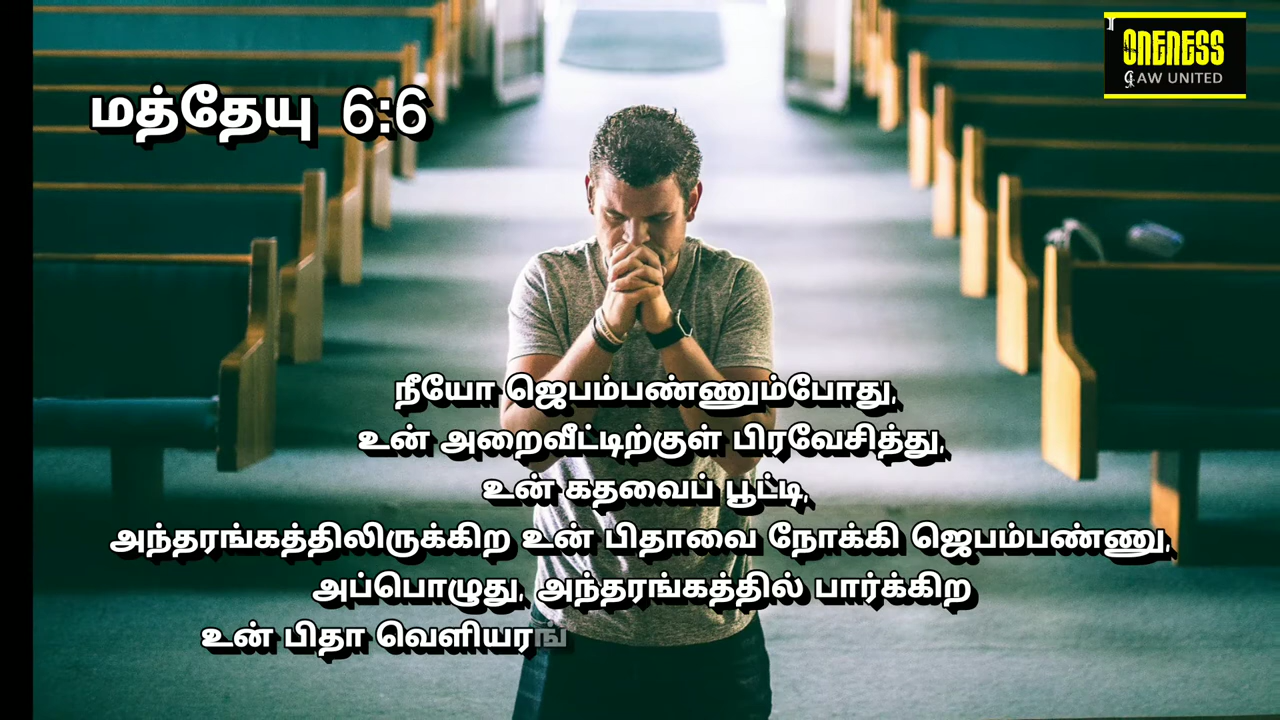 ONENESS
LAW UNITED
மத்தேயு 6:6
நீயோ ஜெபம்பண்ணும்போது,
உன் அறைவீட்டிற்குள் பிரவேசித்து,
உன் கதவைப் பூட்டி,
அந்தரங்கத்திலிருக்கிற உன் பிதாவை நோக்கி ஜெபம்பண்ணு,
அப்பொழுது, அந்தரங்கத்தில் பார்க்கிற
உன் பிதா வெளியரங்